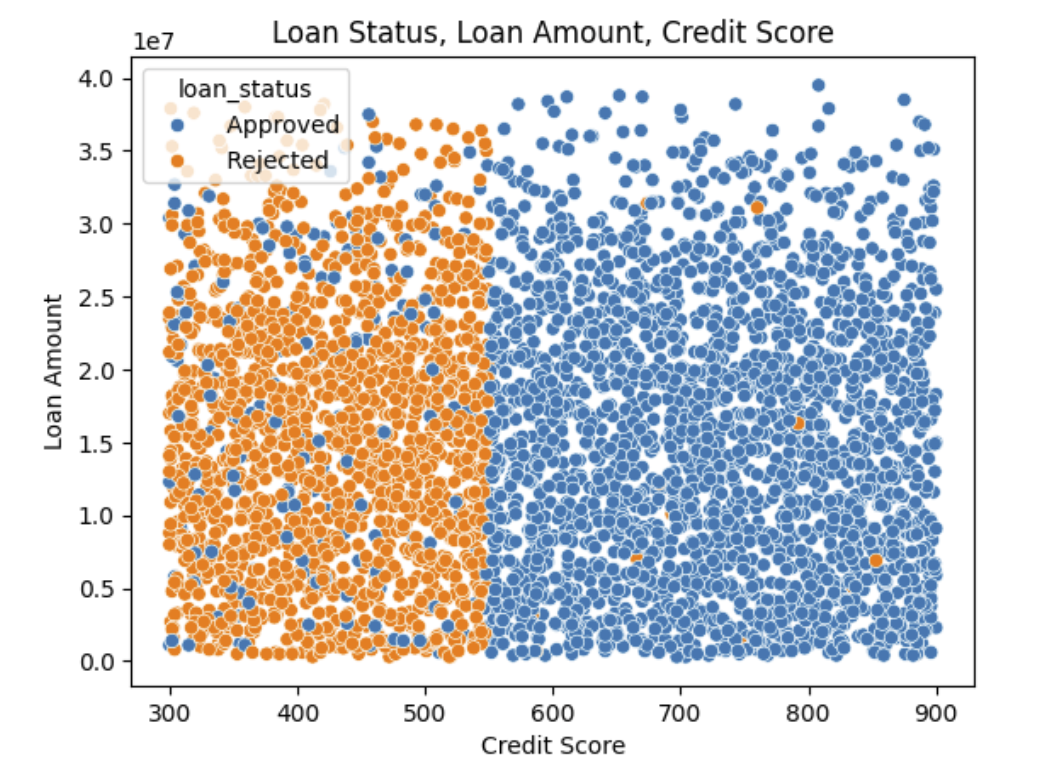 Loan Status, Loan Amount, Credit Score
1e7
loan_status
Approved
Rejected
4.0
3.5
3.0
2.5
2.0
1.5
1.0
0.5
0.0
Loan Amount
300 400 500 600 700 800 900
Credit Score